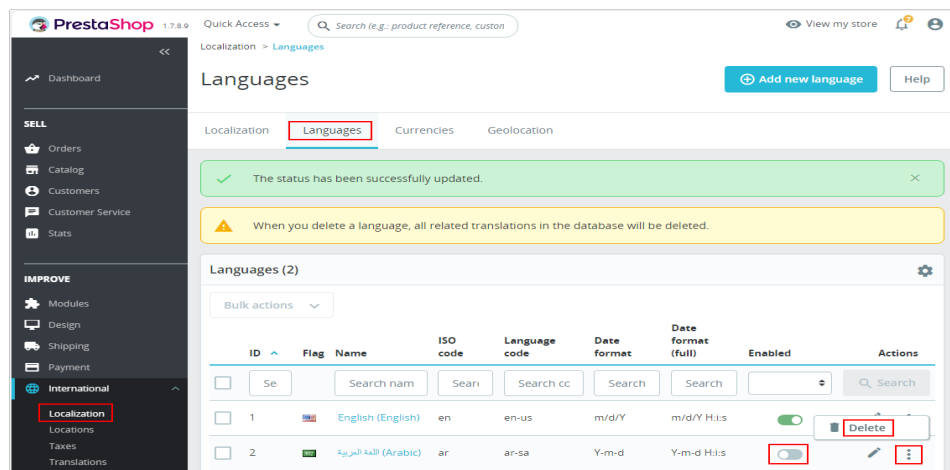 PrestaShop 1.7.8.9 Quick Access Search (e.g.: product reference, custon View my store
Localization > Languages
Languages Add new language Help
Localization Languages Currencies Geolocation
The status has been successfully updated.
When you delete a language, all related translations in the database will be deleted.
Dashboard
SELL
Orders
Catalog
Customers
Customer Service
Stats
IMPROVE
Modules
Design
Shipping
Payment
International
Localization
Locations
Taxes
Translations
Languages (2)
Bulk actions
ID Flag Name ISO code Language code Date format Date format (full) Enabled Actions
Se Search nam Sear Search cc Search Search Search
1 English (English) en en-us m/d/Y m/d/Y H:i:s
Delete
2 اللغة العربية (Arabic) ar ar-sa Y-m-d Y-m-d H:i:s